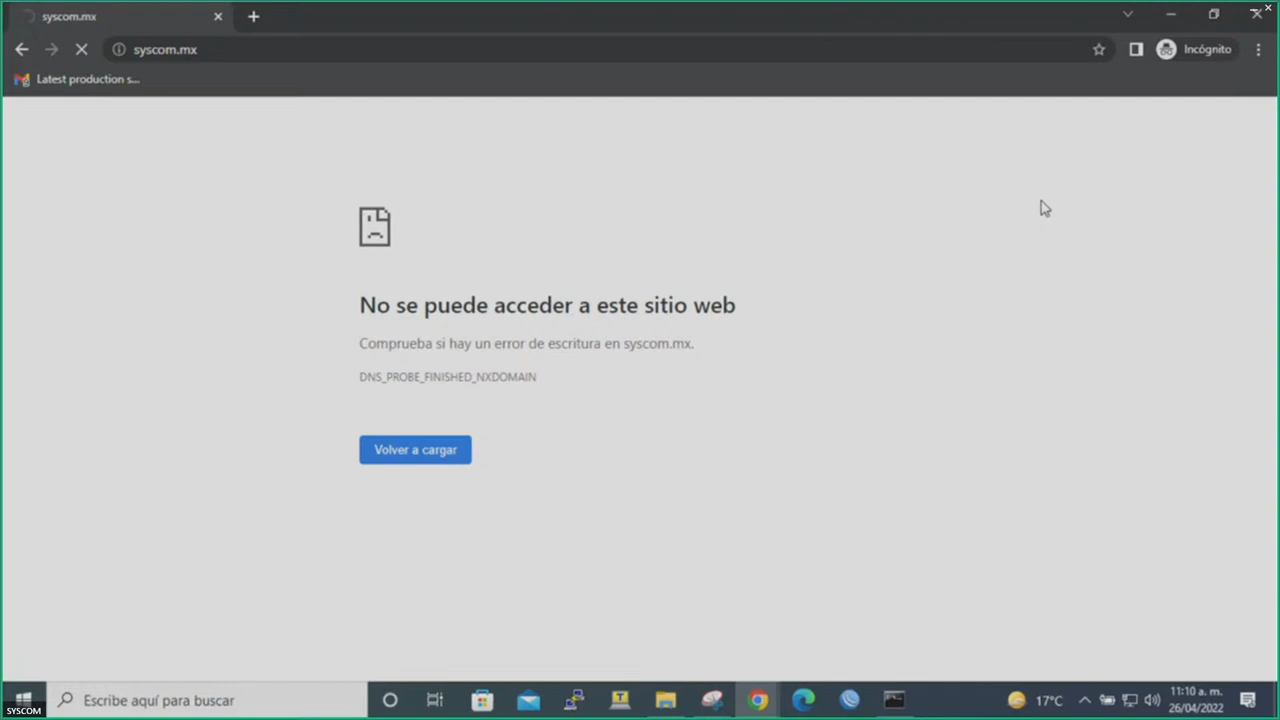 syscom.mx
syscom.mx
Incógnito
Latest production s...
No se puede acceder a este sitio web
Comprueba si hay un error de escritura en syscom.mx.
DNS_PROBE_FINISHED_NXDOMAIN
Volver a cargar
Escribe aquí para buscar
17°C
11:10 a. m.
26/04/2022
SYSCOM